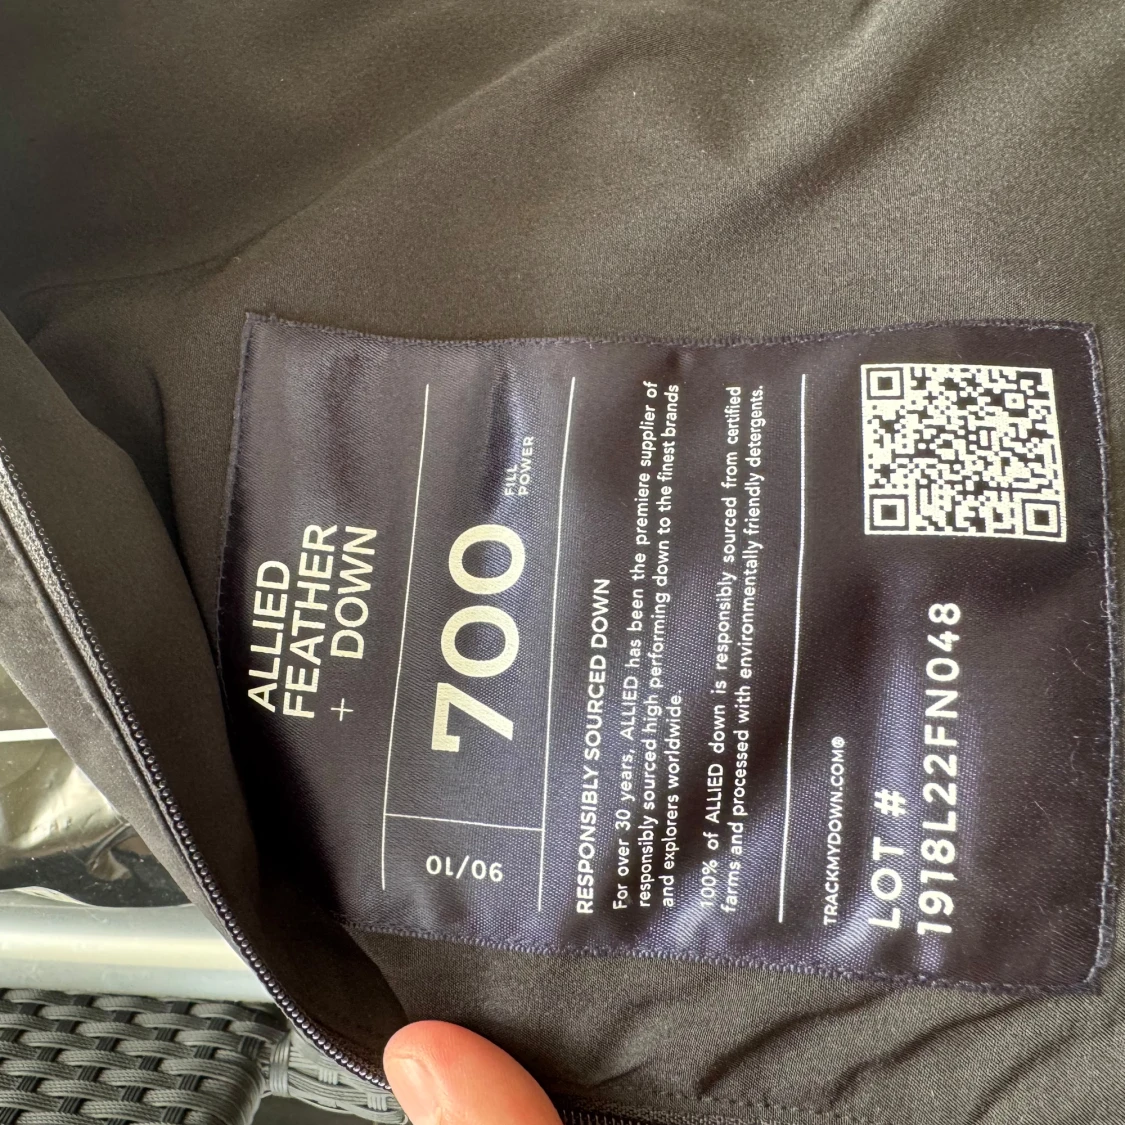 ALLIED
FEATHER
+ DOWN
90/10
700
FILL
POWER
RESPONSIBLY SOURCED DOWN
For over 30 years, ALLIED has been the premiere supplier of
responsibly sourced high performing down to the finest brands
and explorers worldwide.
100% of ALLIED down is responsibly sourced from certified
farms and processed with environmentally friendly detergents.
TRACKMYDOWN.COM®
LOT #
1918L22FN048